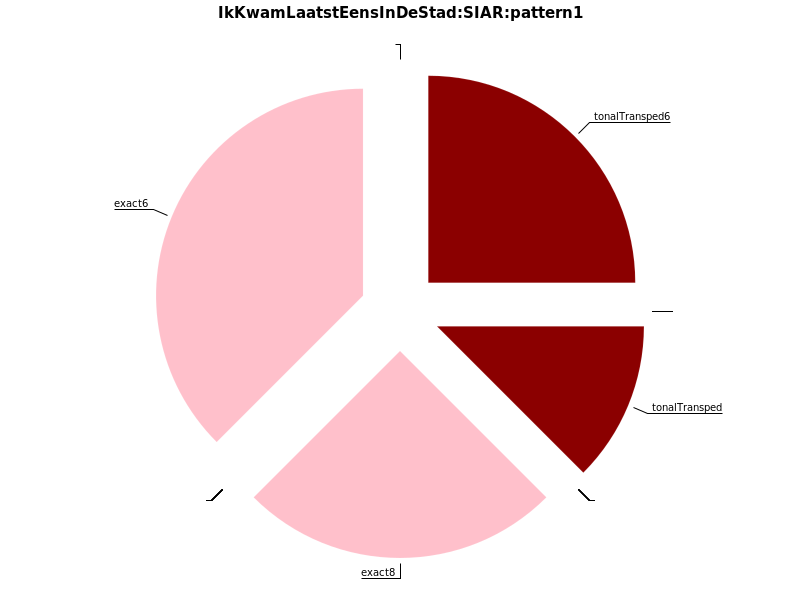 IkKwamLaatstEensInDeStad:SIAR:pattern1
tonalTransped6
exact6
tonalTransped
exact8